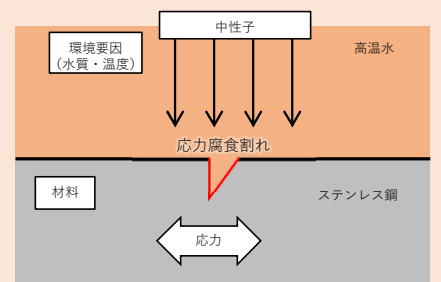 中性子
環境要因
（水質・温度）
高温水
応力腐食割れ
材料
ステンレス鋼
応力